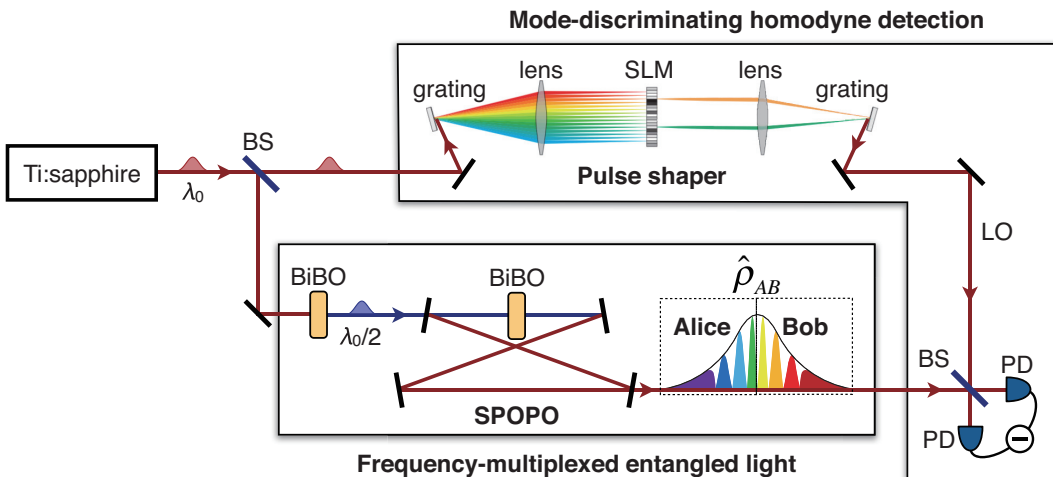 Mode-discriminating homodyne detection
lens
SLM
lens
grating
grating
BS
Ti:sapphire
λ0
Pulse shaper
LO
BiBO
BiBO
ρ̂AB
Alice
Bob
λ0/2
BS
PD
SPOPO
PD
Frequency-multiplexed entangled light